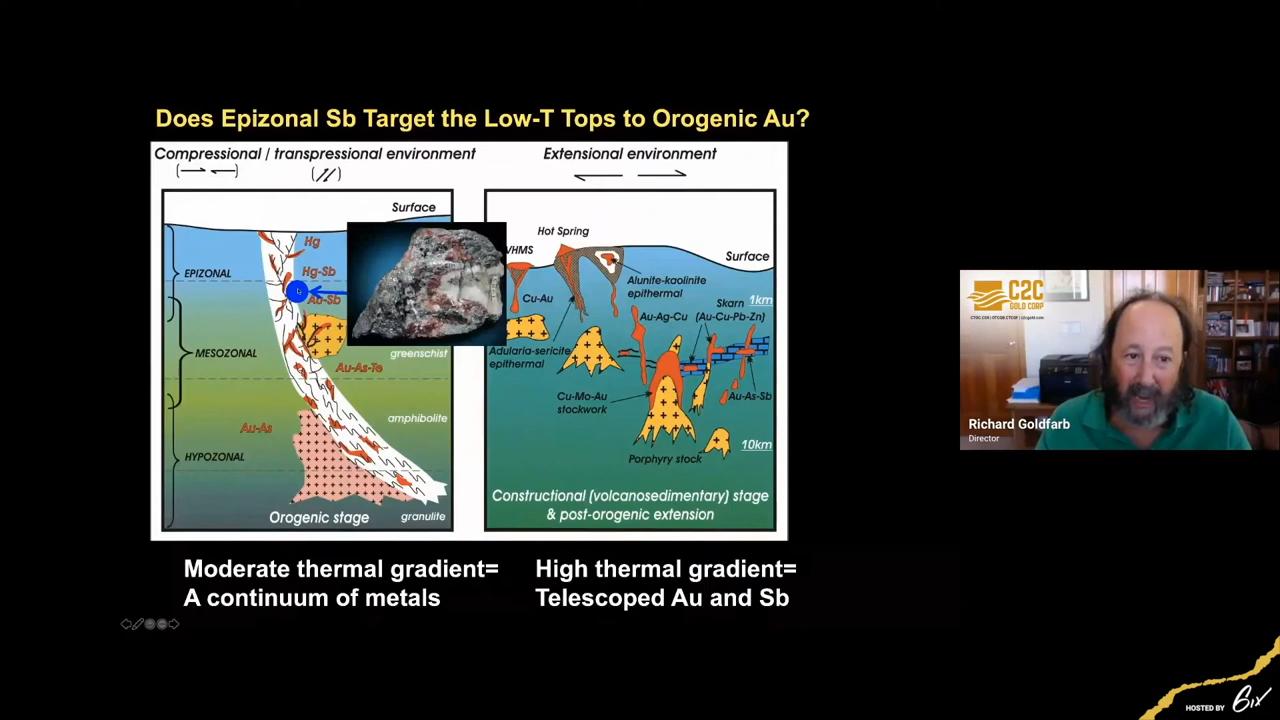 Does Epizonal Sb Target the Low-T Tops to Orogenic Au?
Compressional / transpressional environment
Surface
EPIZONAL
MESOZONAL
HYPOZONAL
Hg
Hg-Sb
Au-Sb
greenschist
Au-As-Te
amphibolite
Au-As
Orogenic stage
granulite
Extensional environment
Hot Spring
VHMS
Surface
Cu-Au
Alunite-kaolinite
epithermal
Skarn
(Au-Cu-Pb-Zn)
1km
Au-Ag-Cu
Adularia-sericite
epithermal
Cu-Mo-Au
stockwork
Au-As-Sb
10km
Porphyry stock
Constructional (volcanosedimentary) stage
& post-orogenic extension
Moderate thermal gradient=
A continuum of metals
High thermal gradient=
Telescoped Au and Sb
C2C
GOLD CORP
Richard Goldfarb
Director
HOSTED BY
6ix